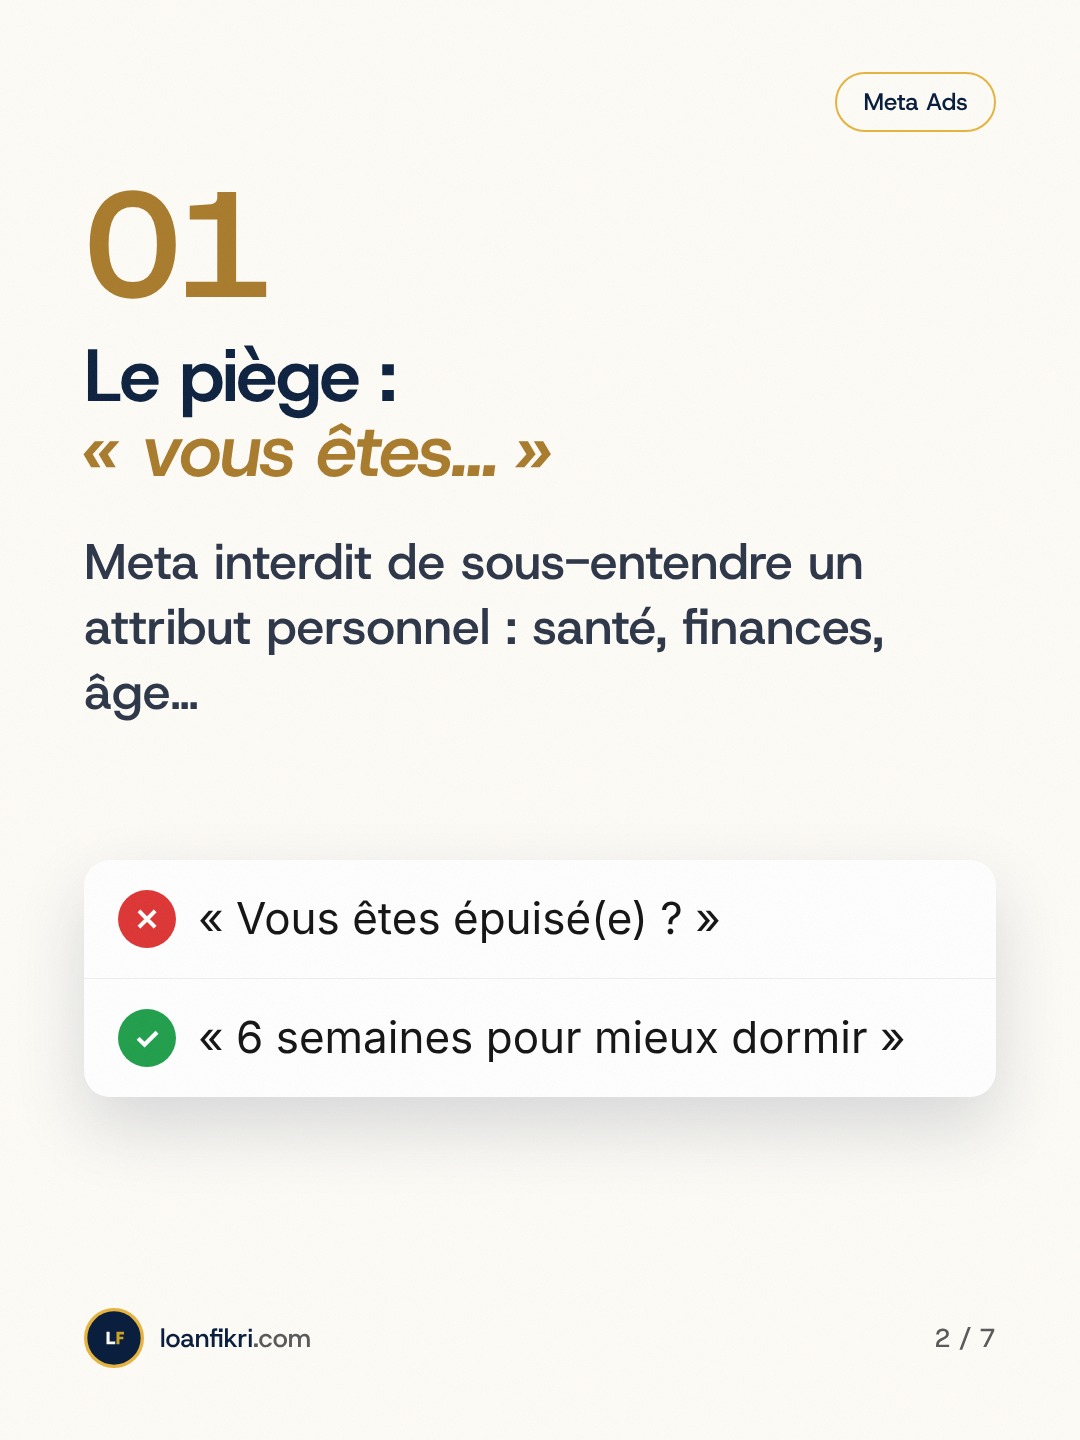 Meta Ads
01
Le piège :
« vous êtes... »
Meta interdit de sous-entendre un
attribut personnel : santé, finances,
âge...
« Vous êtes épuisé(e) ? »
« 6 semaines pour mieux dormir »
LF
loanfikri.com
2 / 7